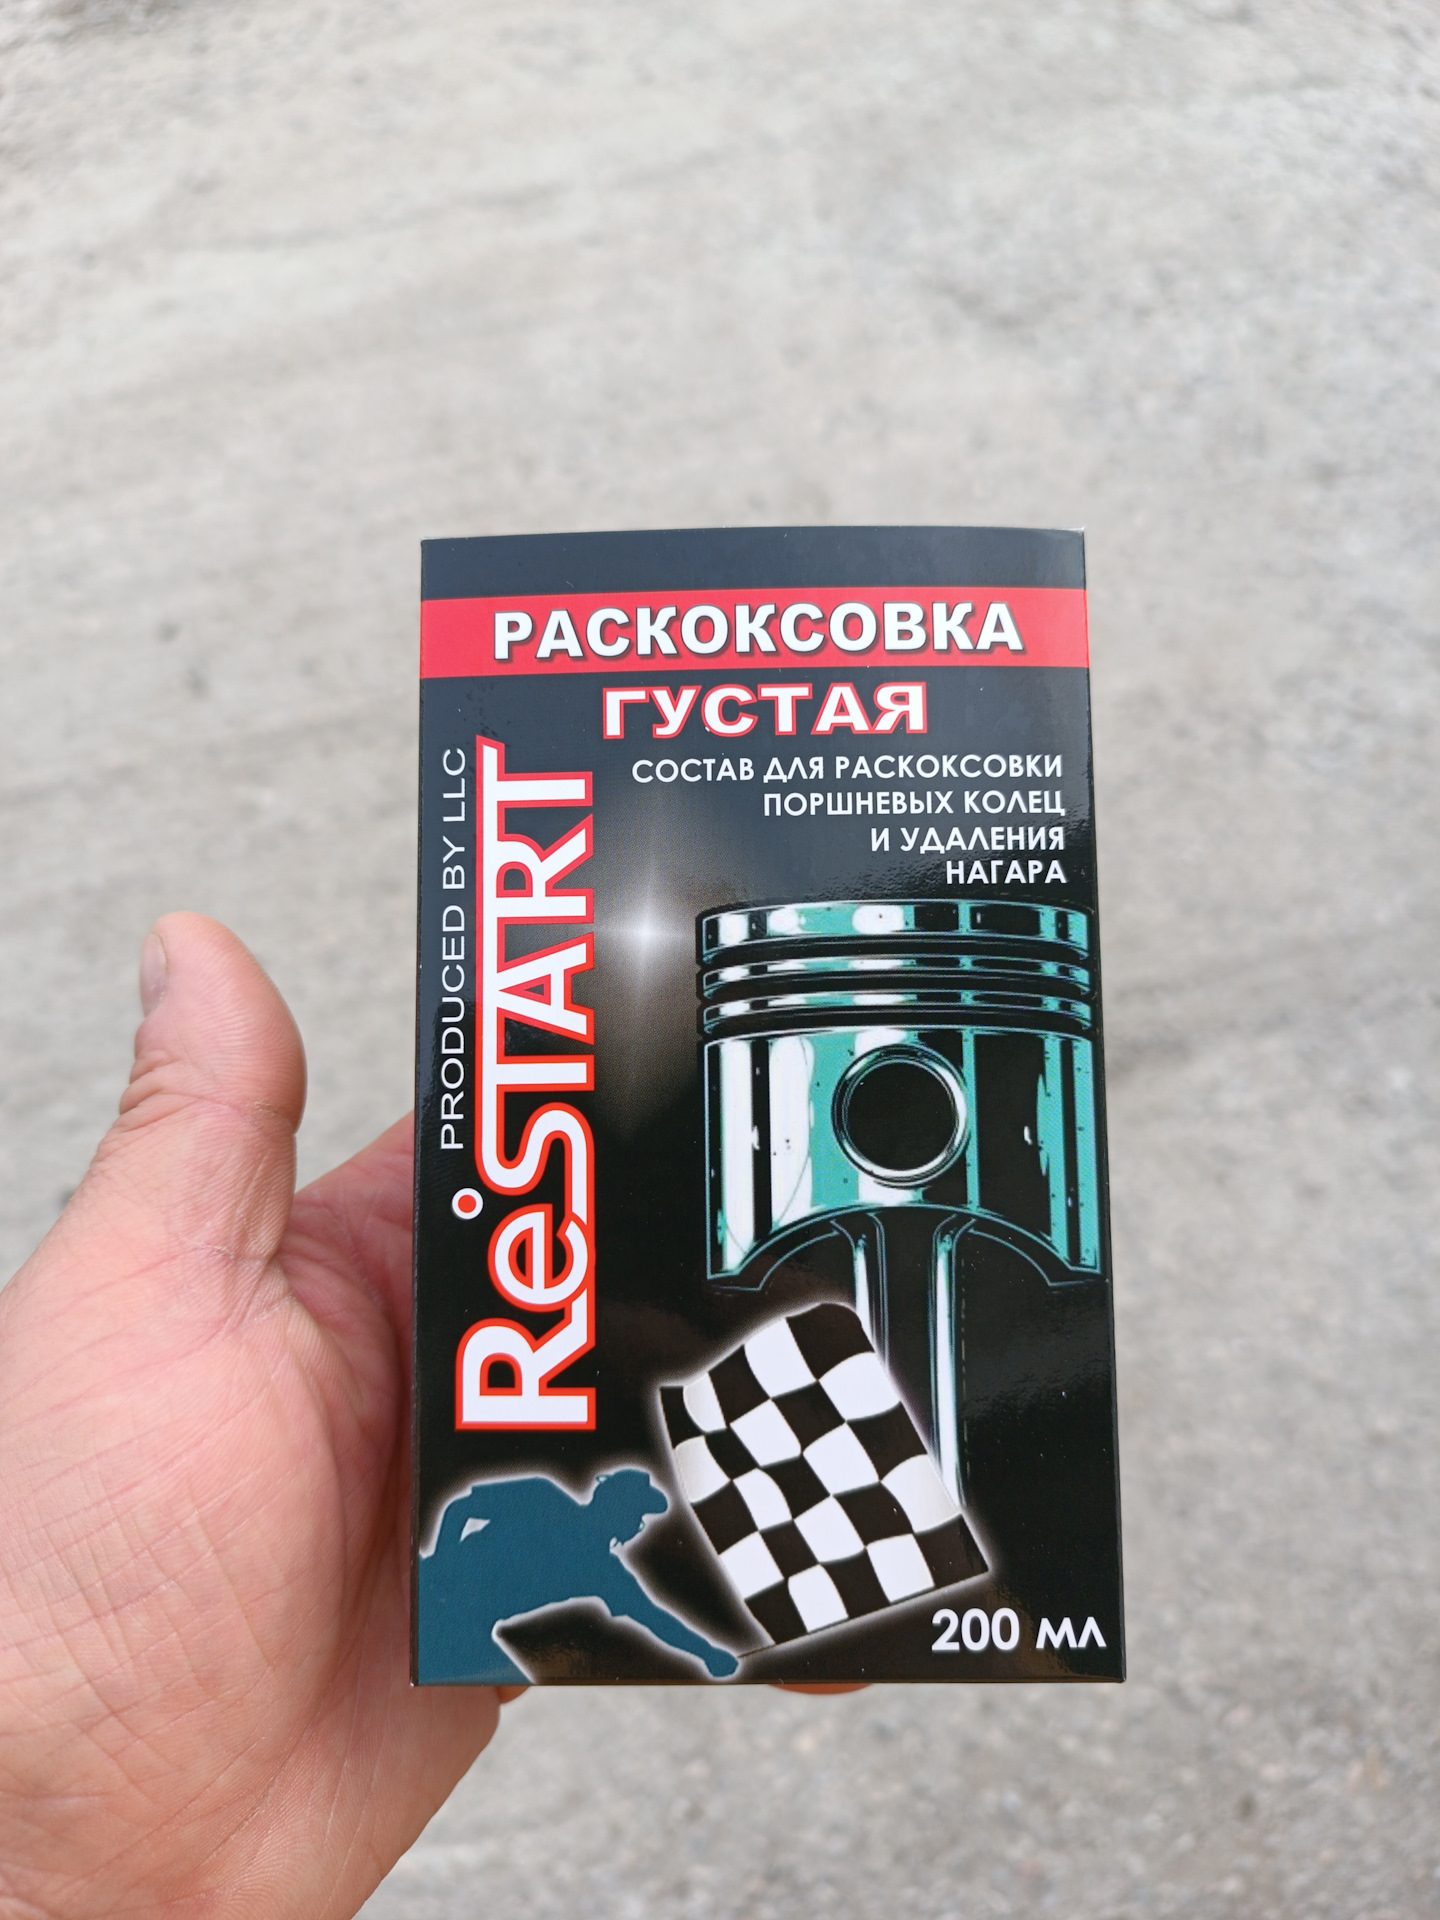 РАСКОКСОВКА
ГУСТАЯ
СОСТАВ ДЛЯ РАСКОКСОВКИ
ПОРШНЕВЫХ КОЛЕЦ
И УДАЛЕНИЯ
НАГАРА
PRODUCED BY LLC
ReSTART
200 мл